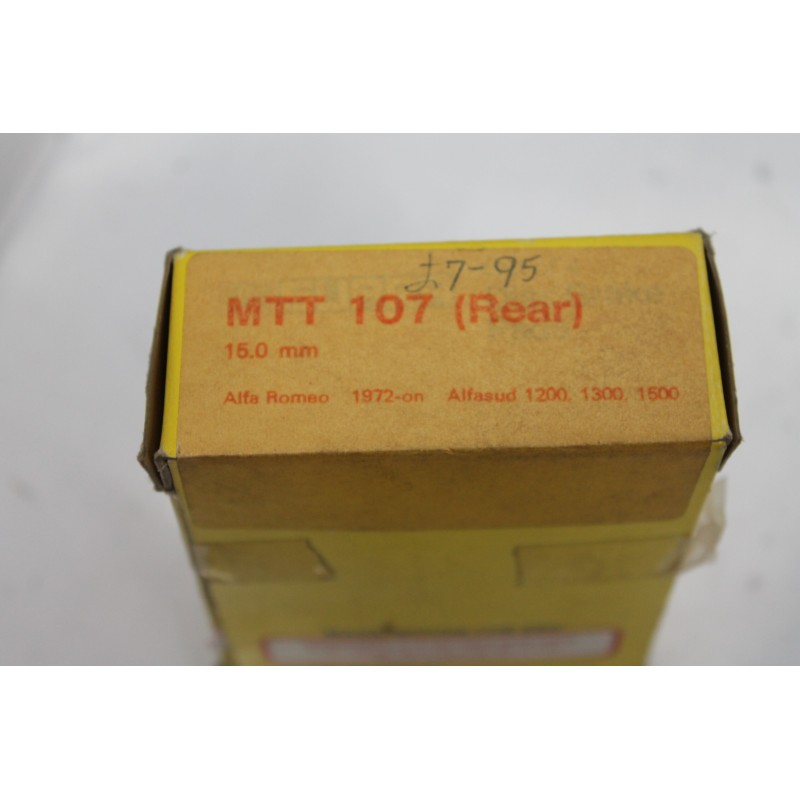 £7-95
MTT 107 (Rear)
15.0 mm
Alfa Romeo 1972-on Alfasud 1200, 1300, 1500